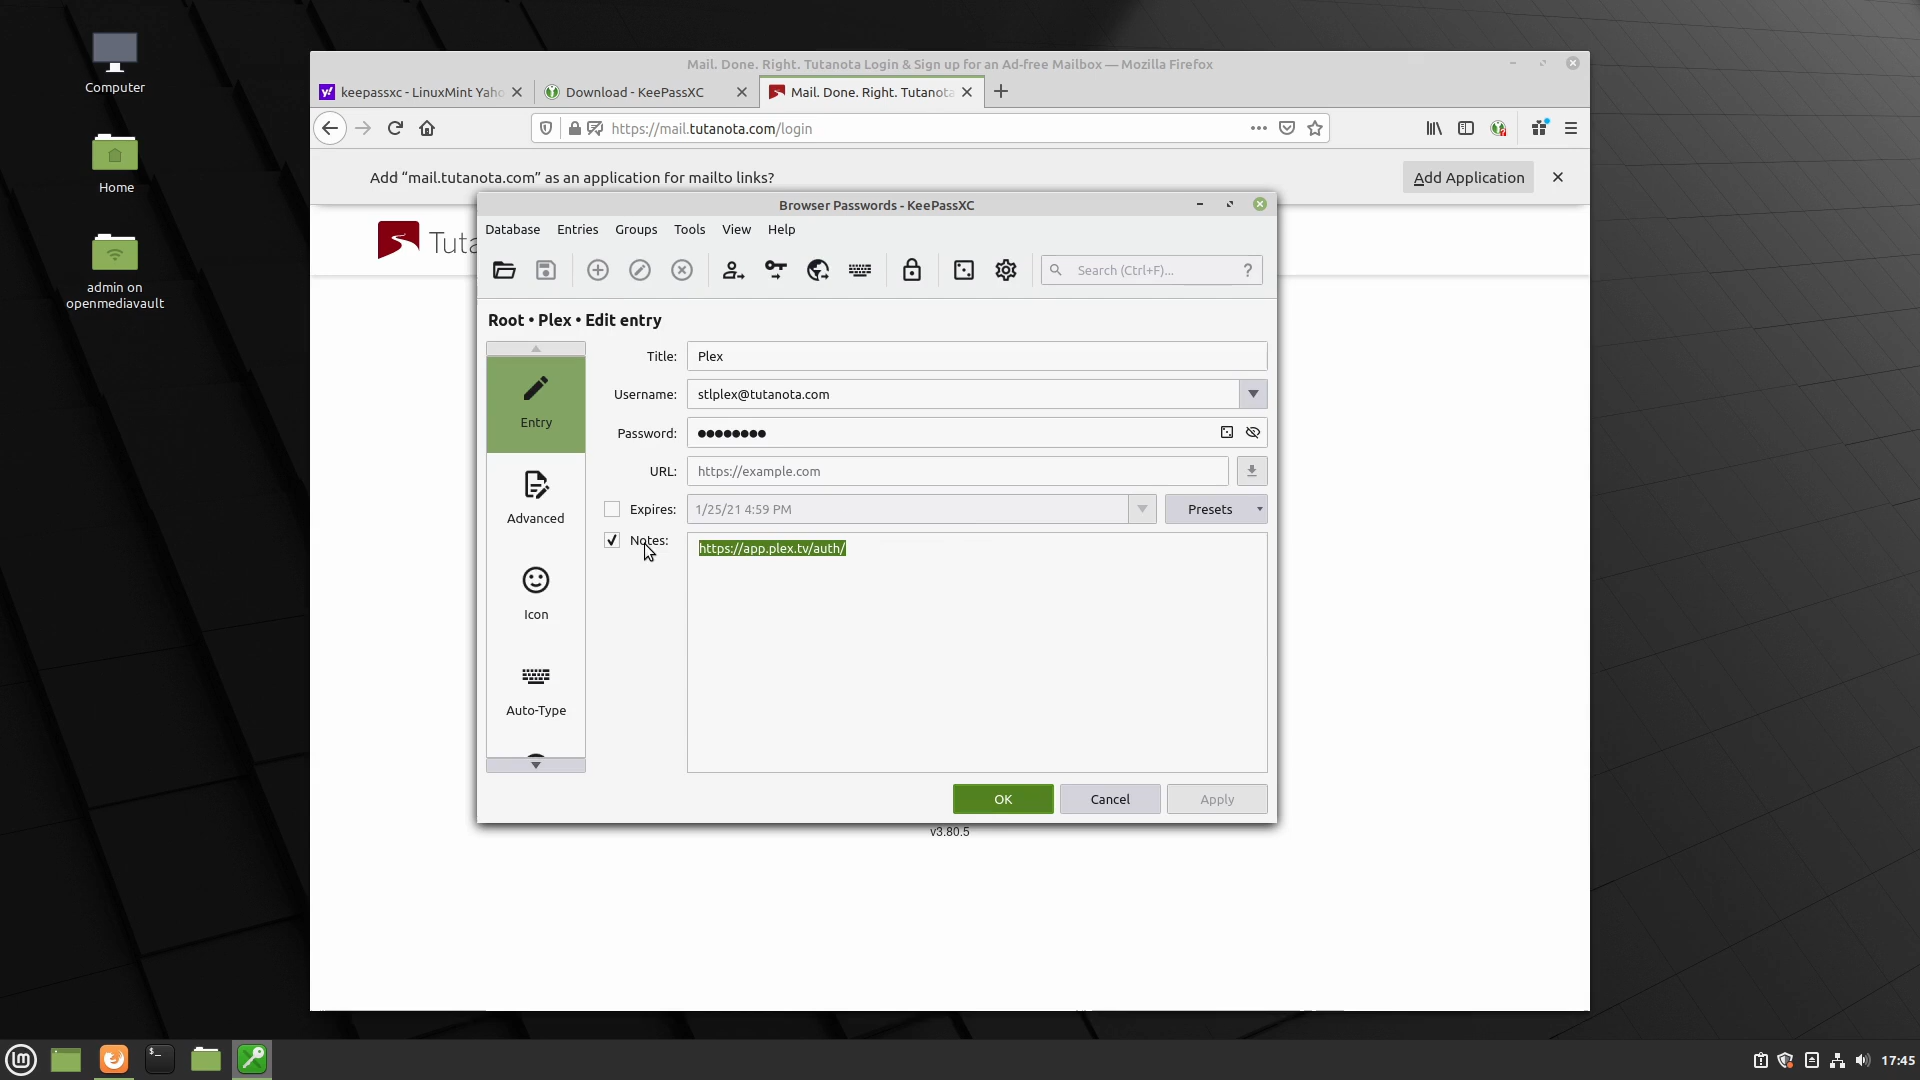 Computer
Home
admin on
openmediavault
Mail. Done. Right. Tutanota Login & Sign up for an Ad-free Mailbox — Mozilla Firefox
keepassxc - LinuxMint Yaho
Download - KeePassXC
Mail. Done. Right. Tutanota
https://mail.tutanota.com/login
Add “mail.tutanota.com” as an application for mailto links?
Add Application
Browser Passwords - KeePassXC
Database Entries Groups Tools View Help
Search (Ctrl+F)...
?
Root • Plex • Edit entry
Entry
Advanced
Icon
Auto-Type
Title: Plex
Username: stlplex@tutanota.com
Password: ●●●●●●●●
URL: https://example.com
Expires: 1/25/21 4:59 PM Presets
Notes: https://app.plex.tv/auth/
OK Cancel Apply
v3.80.5
17:45